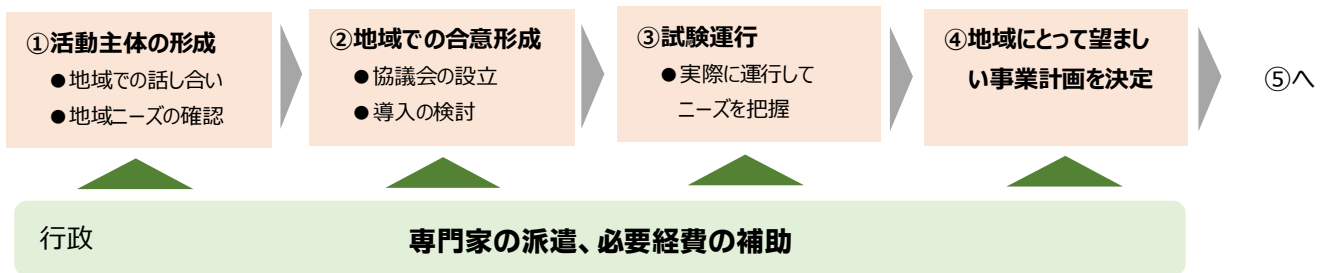 ①活動主体の形成
●地域での話し合い
●地域ニーズの確認
②地域での合意形成
●協議会の設立
●導入の検討
③試験運行
●実際に運行して
ニーズを把握
④地域にとって望まし
い事業計画を決定
⑤へ
行政
専門家の派遣、必要経費の補助